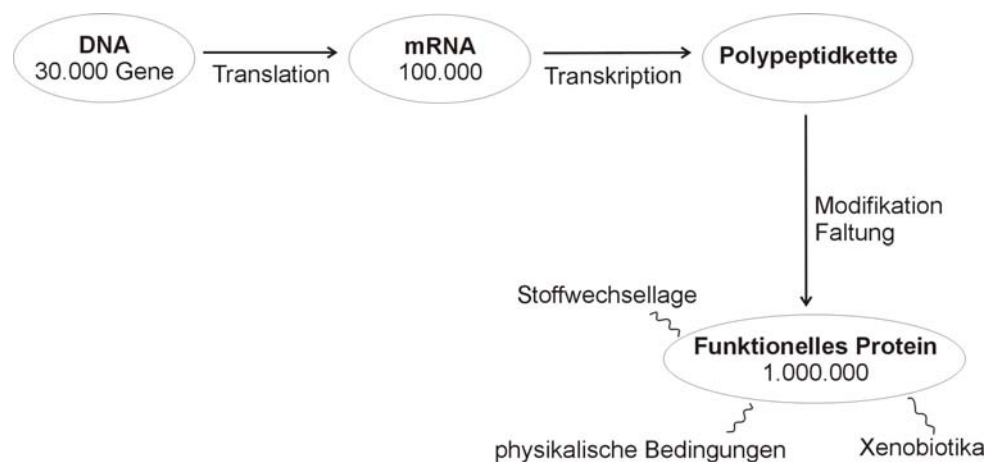 DNA
30.000 Gene
Translation
mRNA
100.000
Transkription
Polypeptidkette
Modifikation
Faltung
Stoffwechsellage
Funktionelles Protein
1.000.000
physikalische Bedingungen
Xenobiotika